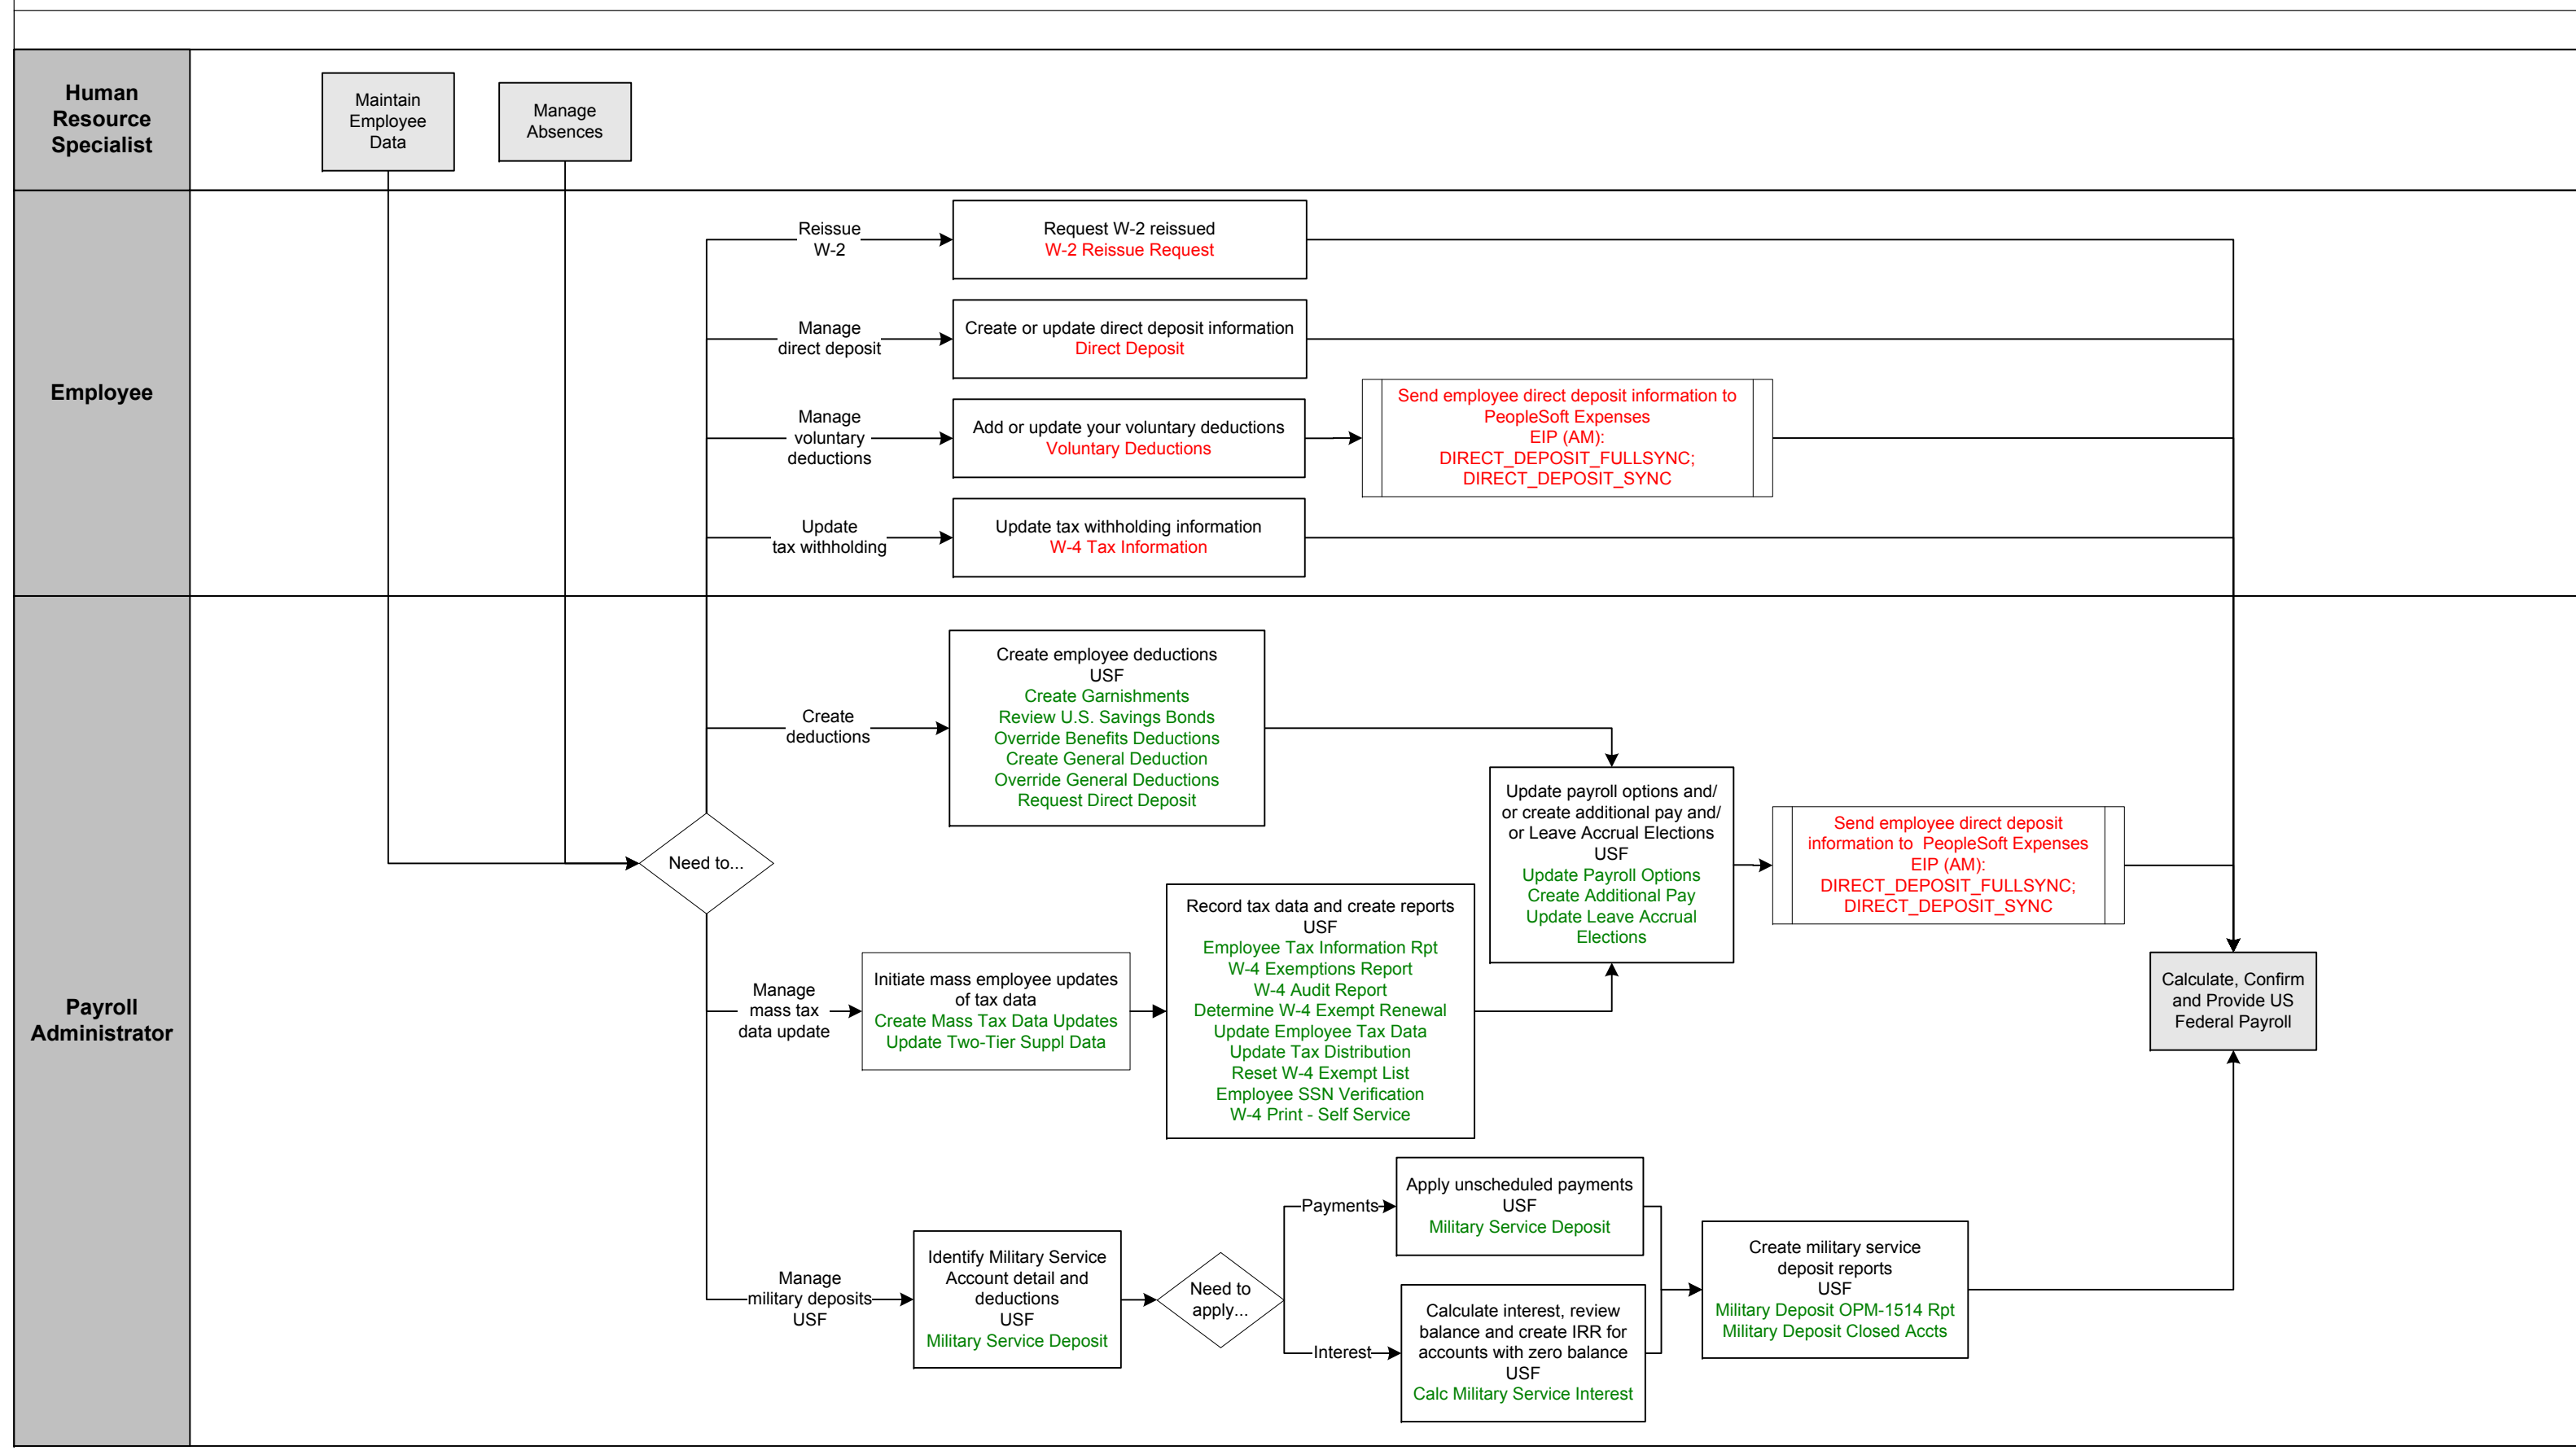 Human
Resource
Specialist
Maintain
Employee
Data
Manage
Absences
Employee
Reissue
W-2
Request W-2 reissued
W-2 Reissue Request
Manage
direct deposit
Create or update direct deposit information
Direct Deposit
Manage
voluntary
deductions
Add or update your voluntary deductions
Voluntary Deductions
Send employee direct deposit information to
PeopleSoft Expenses
EIP (AM):
DIRECT_DEPOSIT_FULLSYNC;
DIRECT_DEPOSIT_SYNC
Update
tax withholding
Update tax withholding information
W-4 Tax Information
Payroll
Administrator
Need to...
Create
deductions
Create employee deductions
USF
Create Garnishments
Review U.S. Savings Bonds
Override Benefits Deductions
Create General Deduction
Override General Deductions
Request Direct Deposit
Update payroll options and/
or create additional pay and/
or Leave Accrual Elections
USF
Update Payroll Options
Create Additional Pay
Update Leave Accrual
Elections
Send employee direct deposit
information to  PeopleSoft Expenses
EIP (AM):
DIRECT_DEPOSIT_FULLSYNC;
DIRECT_DEPOSIT_SYNC
Manage
mass tax
data update
Initiate mass employee updates
of tax data
Create Mass Tax Data Updates
Update Two-Tier Suppl Data
Record tax data and create reports
USF
Employee Tax Information Rpt
W-4 Exemptions Report
W-4 Audit Report
Determine W-4 Exempt Renewal
Update Employee Tax Data
Update Tax Distribution
Reset W-4 Exempt List
Employee SSN Verification
W-4 Print - Self Service
Calculate, Confirm
and Provide US
Federal Payroll
Manage
military deposits
USF
Identify Military Service
Account detail and
deductions
USF
Military Service Deposit
Need to
apply...
Payments
Apply unscheduled payments
USF
Military Service Deposit
Interest
Calculate interest, review
balance and create IRR for
accounts with zero balance
USF
Calc Military Service Interest
Create military service
deposit reports
USF
Military Deposit OPM-1514 Rpt
Military Deposit Closed Accts